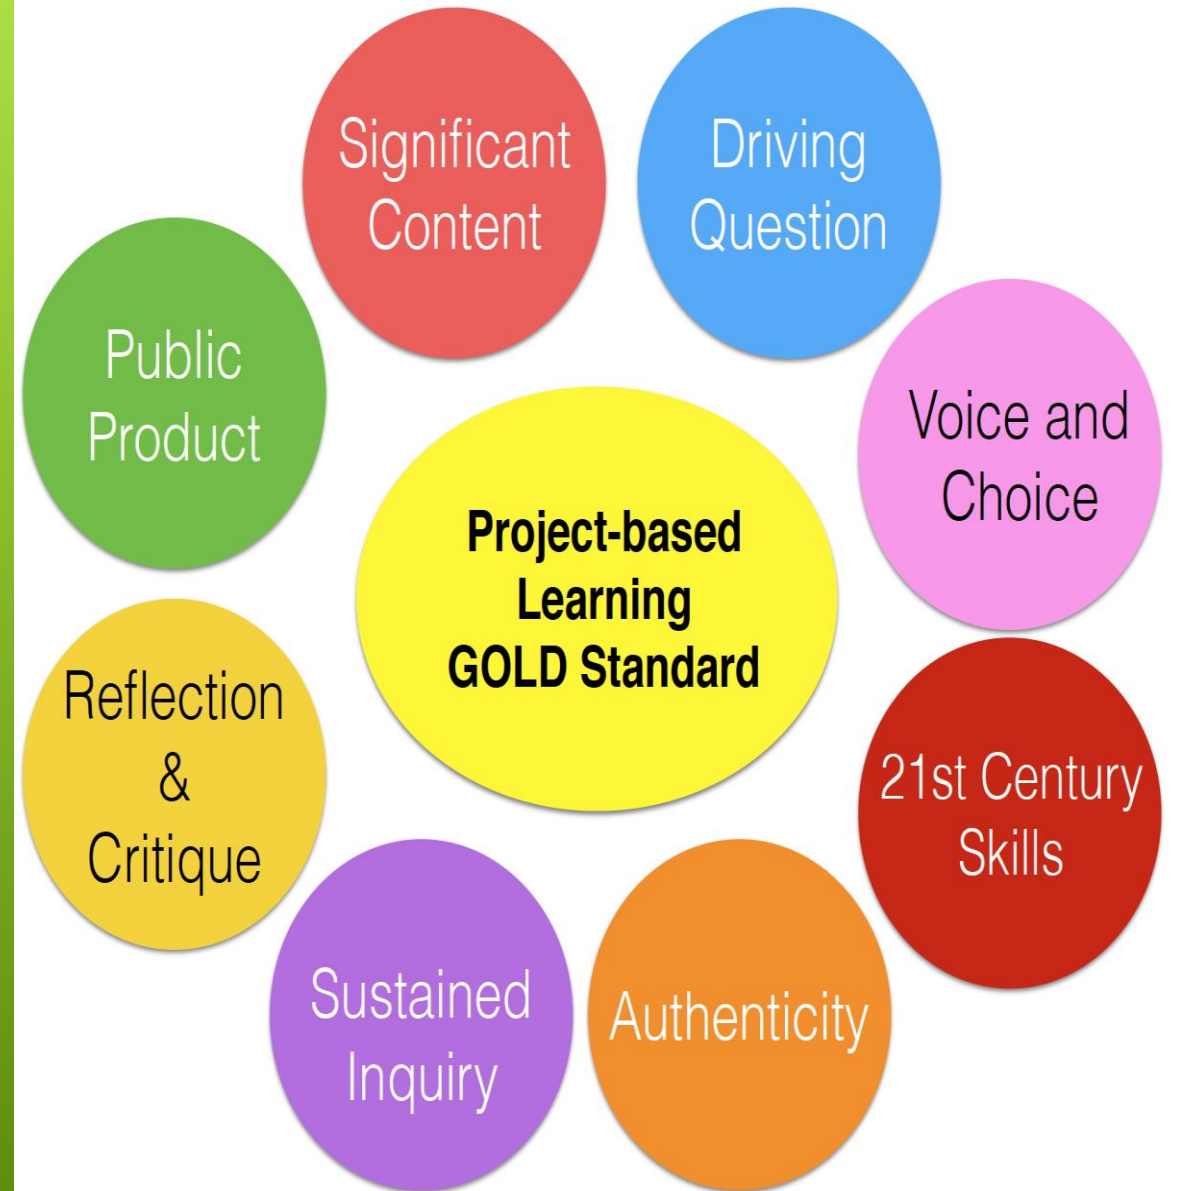 Significant
Content
Driving
Question
Voice and
Choice
21st Century
Skills
Authenticity
Sustained
Inquiry
Reflection
&
Critique
Public
Product
Project-based
Learning
GOLD Standard